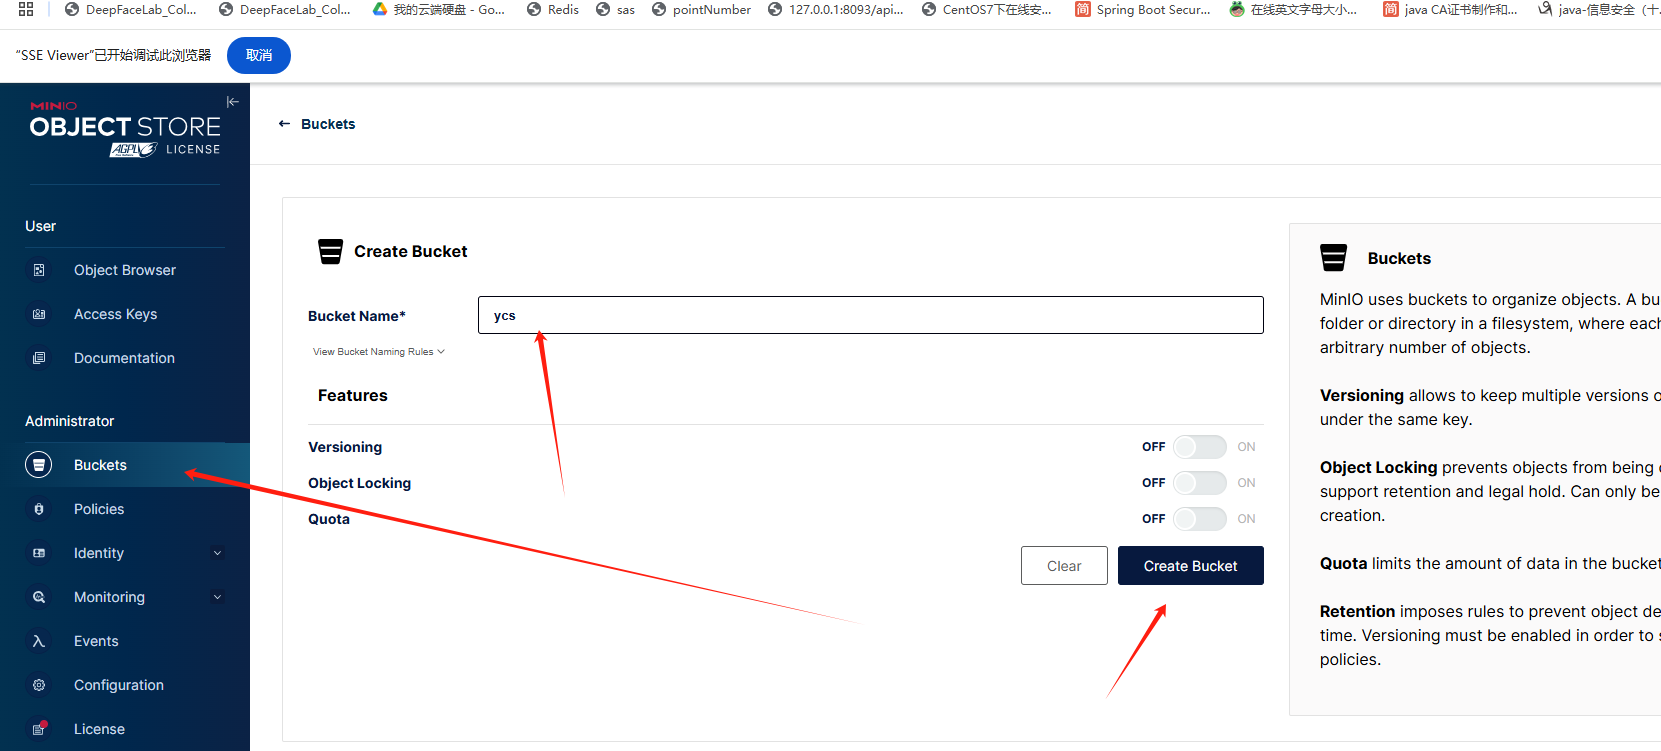 DeepFaceLab_Col... DeepFaceLab_Col... 我的云端硬盘 - Go... Redis sas pointNumber 127.0.0.1:8093/api... CentOS7下在线安... 简 Spring Boot Secur... 在线英文字母大小... 简 java CA证书制作和... java-信息安全（十
"SSE Viewer"已开始调试此浏览器 取消
MINIO
OBJECT STORE
AGPLv3 LICENSE
← Buckets
User
Object Browser
Access Keys
Documentation
Administrator
Buckets
Policies
Identity
Monitoring
Events
Configuration
License
Create Bucket
Bucket Name* ycs
View Bucket Naming Rules
Features
Versioning OFF ON
Object Locking OFF ON
Quota OFF ON
Clear Create Bucket
Buckets
MinIO uses buckets to organize objects. A bu
folder or directory in a filesystem, where each
arbitrary number of objects.
Versioning allows to keep multiple versions o
under the same key.
Object Locking prevents objects from being
support retention and legal hold. Can only be
creation.
Quota limits the amount of data in the bucket
Retention imposes rules to prevent object de
time. Versioning must be enabled in order to s
policies.